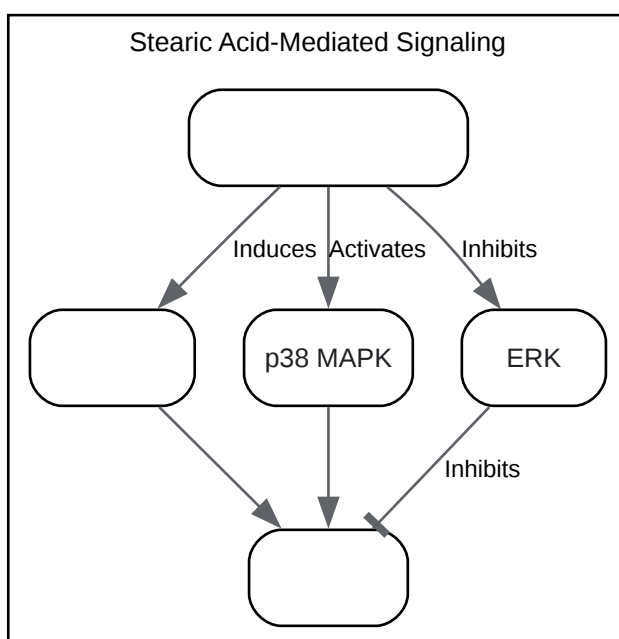 Stearic Acid-Mediated Signaling
Induces
Activates
Inhibits
p38 MAPK
ERK
Inhibits